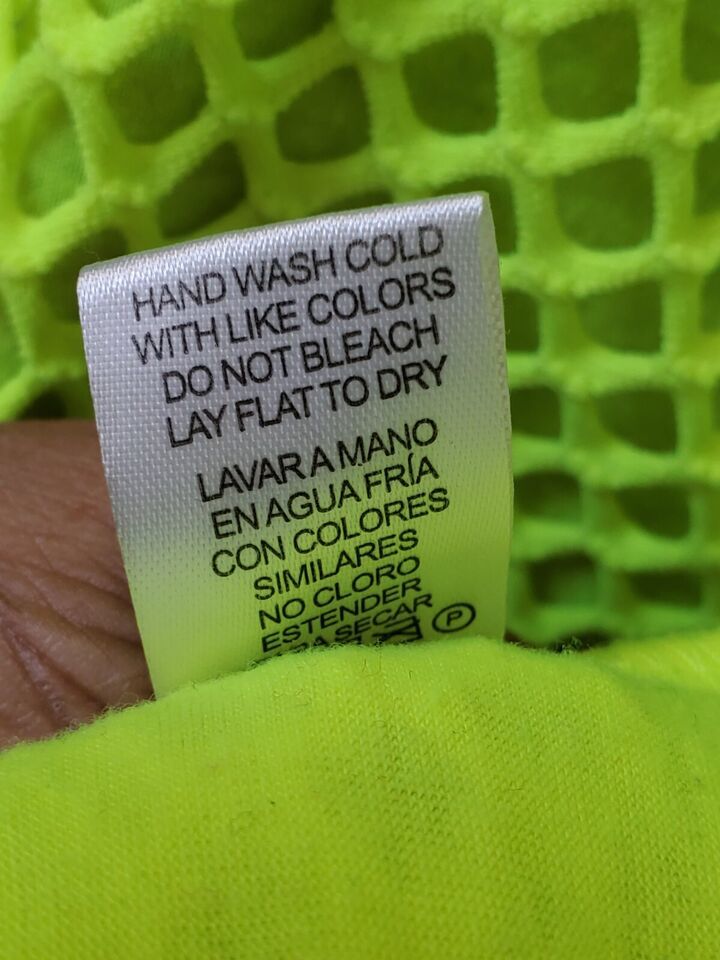 HAND WASH COLD
WITH LIKE COLORS
DO NOT BLEACH
LAY FLAT TO DRY
LAVAR A MANO
EN AGUA FRÍA
CON COLORES
SIMILARES
NO CLORO
ESTENDER
SECAR
P